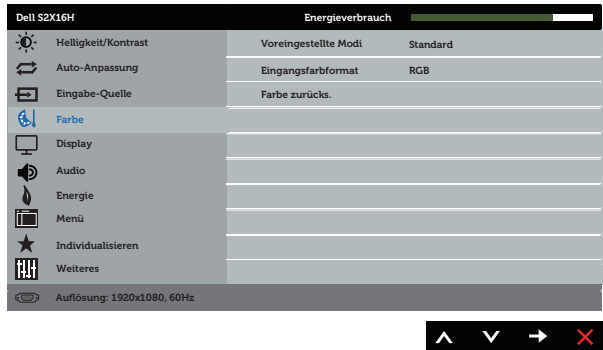 Dell S2X16H Energieverbrauch
Helligkeit/Kontrast Voreingestellte Modi Standard
Auto-Anpassung Eingangsfarbformat RGB
Eingabe-Quelle Farbe zurücks.
Farbe
Display
Audio
Energie
Menü
Individualisieren
Weiteres
Auflösung: 1920x1080, 60Hz